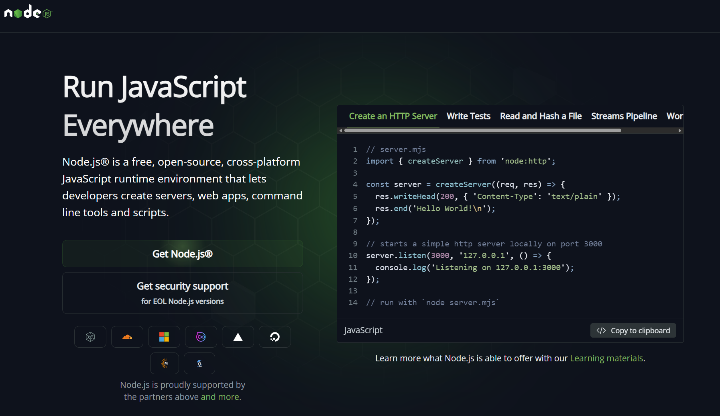 node
JS
Run JavaScript
Everywhere
Node.js® is a free, open-source, cross-platform
JavaScript runtime environment that lets
developers create servers, web apps, command
line tools and scripts.
Get Node.js®
Get security support
for EOL Node.js versions
Node.js is proudly supported by
the partners above and more.
Create an HTTP Server Write Tests Read and Hash a File Streams Pipeline Wor
1 // server.mjs
2 import { createServer } from 'node:http';
3
4 const server = createServer((req, res) => {
5 res.writeHead(200, { "Content-Type': "text/plain" });
6 res.end('Hello World!\n');
7 });
8
9 // starts a simple http server locally on port 3000
10 server.listen(3000, '127.0.0.1', () => {
11 console.log('Listening on 127.0.0.1:3000");
12 });
13
14 // run with `node server.mjs`
JavaScript
</> Copy to clipboard
Learn more what Node.js is able to offer with our Learning materials.